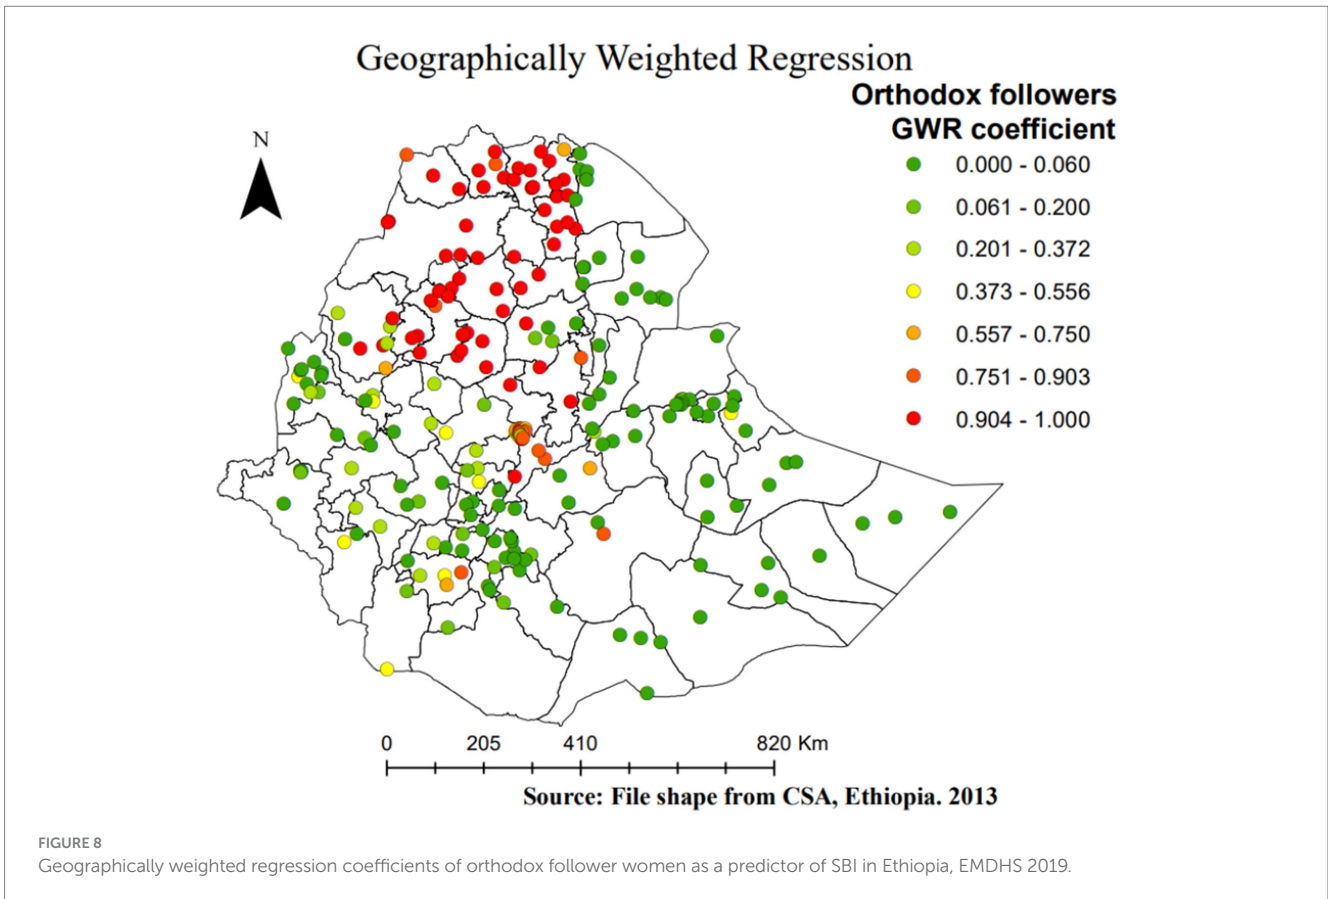 Geographically Weighted Regression
Orthodox followers
GWR coefficient
N
0.000 - 0.060
0.061 - 0.200
0.201 - 0.372
0.373 - 0.556
0.557 - 0.750
0.751 - 0.903
0.904 - 1.000
0 205 410 820 Km
Source: File shape from CSA, Ethiopia. 2013
FIGURE 8
Geographically weighted regression coefficients of orthodox follower women as a predictor of SBI in Ethiopia, EMDHS 2019.